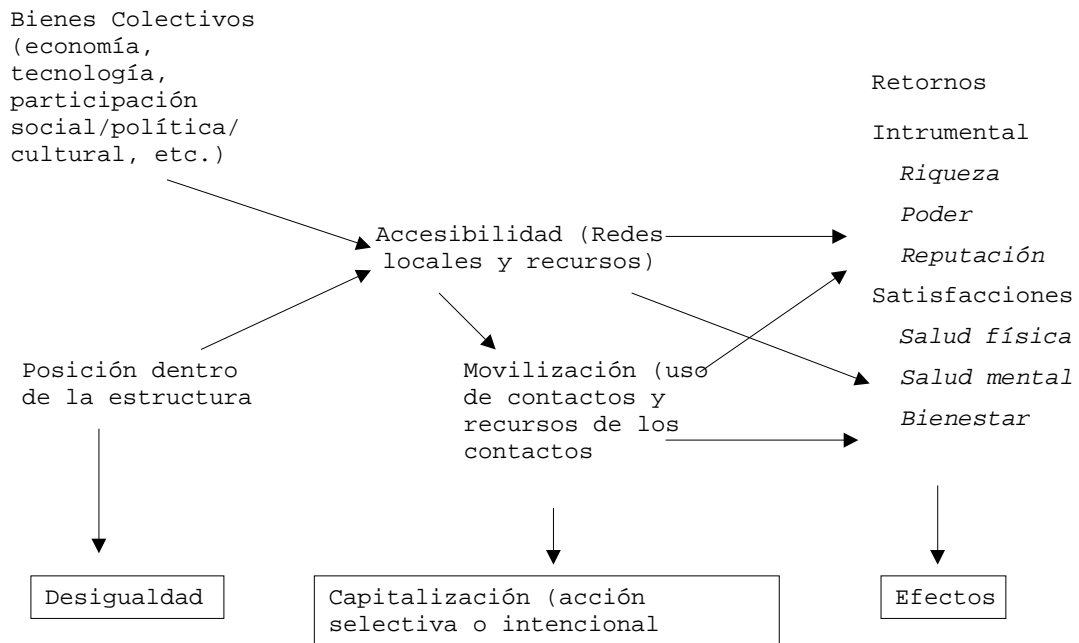 Bienes Colectivos
(economía,
tecnología,
participación
social/política/
cultural, etc.)
Accesibilidad (Redes
locales y recursos)
Posición dentro
de la estructura
Movilización (uso
de contactos y
recursos de los
contactos
Retornos
Intrumental
Riqueza
Poder
Reputación
Satisfacciones
Salud física
Salud mental
Bienestar
Desigualdad
Capitalización (acción
selectiva o intencional
Efectos